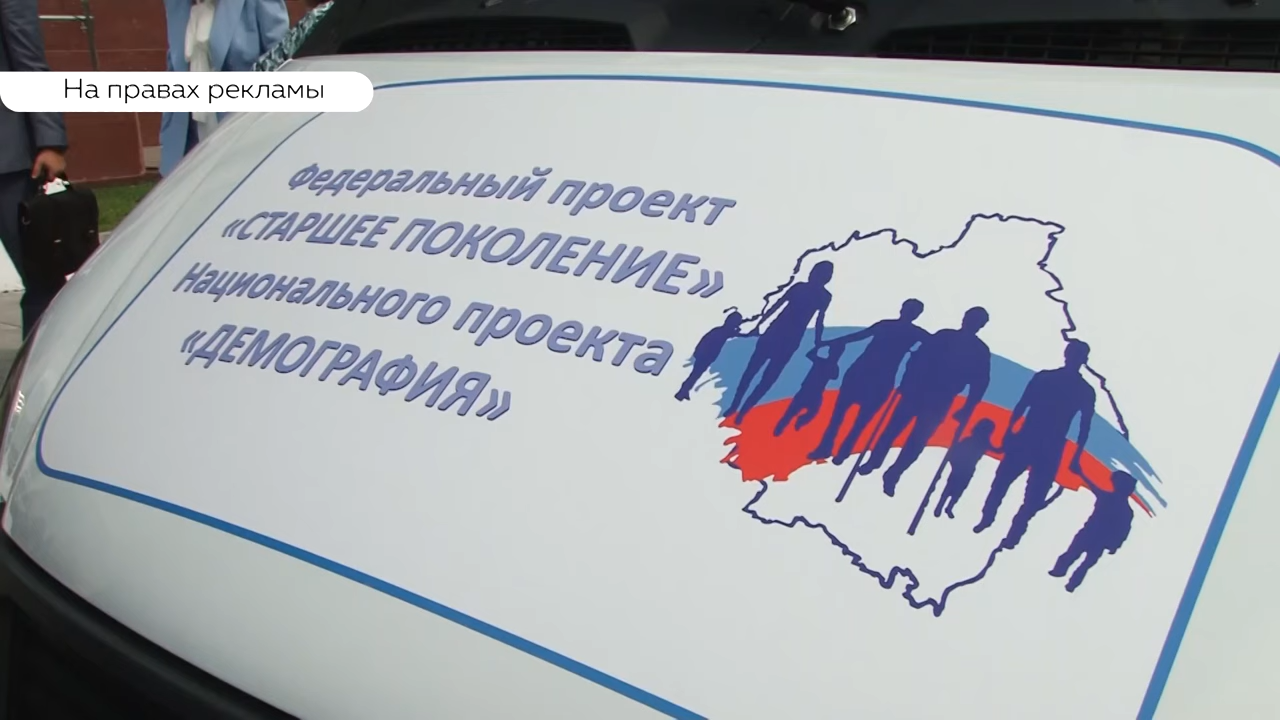 На правах рекламы
Федеральный проект
«СТАРШЕЕ ПОКОЛЕНИЕ»
Национального проекта
«ДЕМОГРАФИЯ»